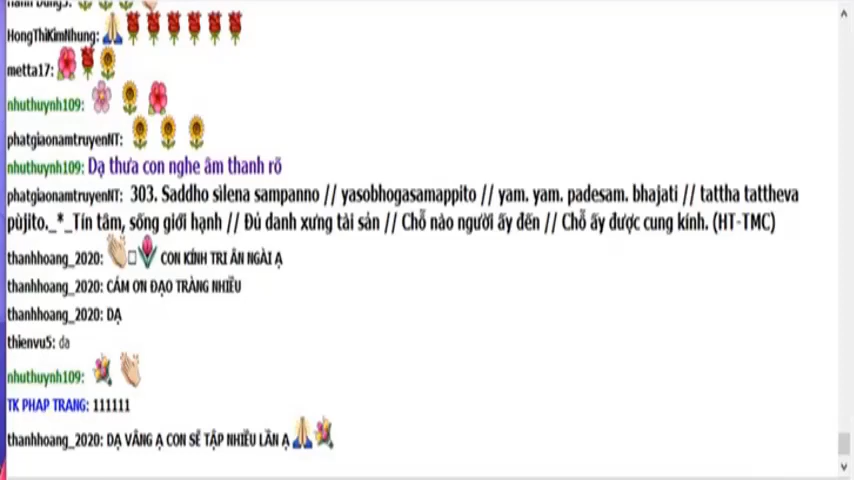 HongThiKimNhung:
metta17:
nhuthuynh109:
phatgiaonamtruyenNT:
nhuthuynh109: Dạ thưa con nghe âm thanh rõ
phatgiaonamtruyenNT: 303. Saddho sìlena sampanno // yasobhogasamappito // yam. yam. padesam. bhajati // tattha tattheva
pùjito._*_Tín tâm, sống giới hạnh // Đủ danh xưng tài sản // Chỗ nào người ấy đến // Chỗ ấy được cung kính. (HT-TMC)
thanhhoang_2020: CON KÍNH TRI ÂN NGÀI Ạ
thanhhoang_2020: CÁM ƠN ĐẠO TRÀNG NHIỀU
thanhhoang_2020: DẠ
thienvu5: da
nhuthuynh109:
TK PHAP TRANG: 111111
thanhhoang_2020: DẠ VÂNG Ạ CON SẼ TẬP NHIỀU LẦN Ạ